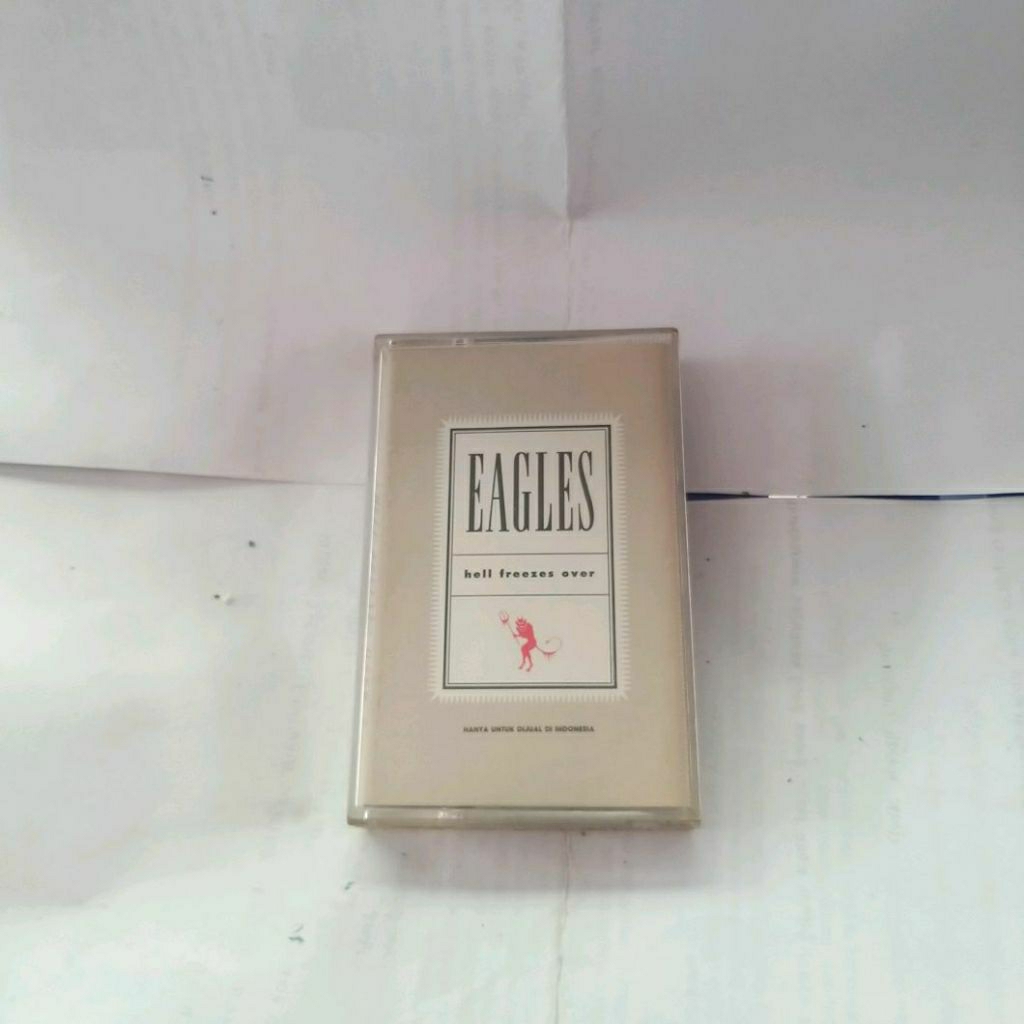 EAGLES
hell freezes over
HANYA UNTUK DIJUAL DI INDONESIA